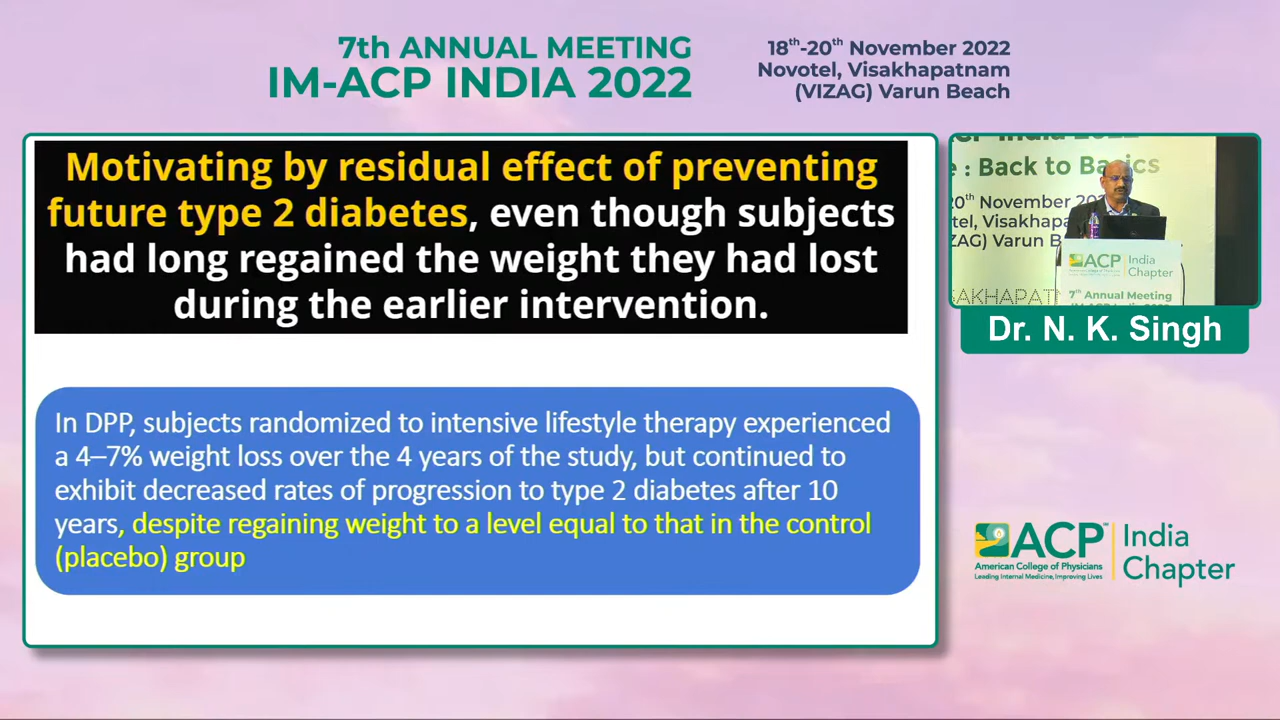 7th ANNUAL MEETING
IM-ACP INDIA 2022
18th-20th November 2022
Novotel, Visakhapatnam
(VIZAG) Varun Beach
Motivating by residual effect of preventing
future type 2 diabetes, even though subjects
had long regained the weight they had lost
during the earlier intervention.
In DPP, subjects randomized to intensive lifestyle therapy experienced
a 4–7% weight loss over the 4 years of the study, but continued to
exhibit decreased rates of progression to type 2 diabetes after 10
years, despite regaining weight to a level equal to that in the control
(placebo) group
: Back to Basics
November
Visakhapa
Varun B
ACP India
Chapter
7th Annual Meeting
Dr. N. K. Singh
ACP™
American College of Physicians
Leading Internal Medicine, Improving Lives
India
Chapter